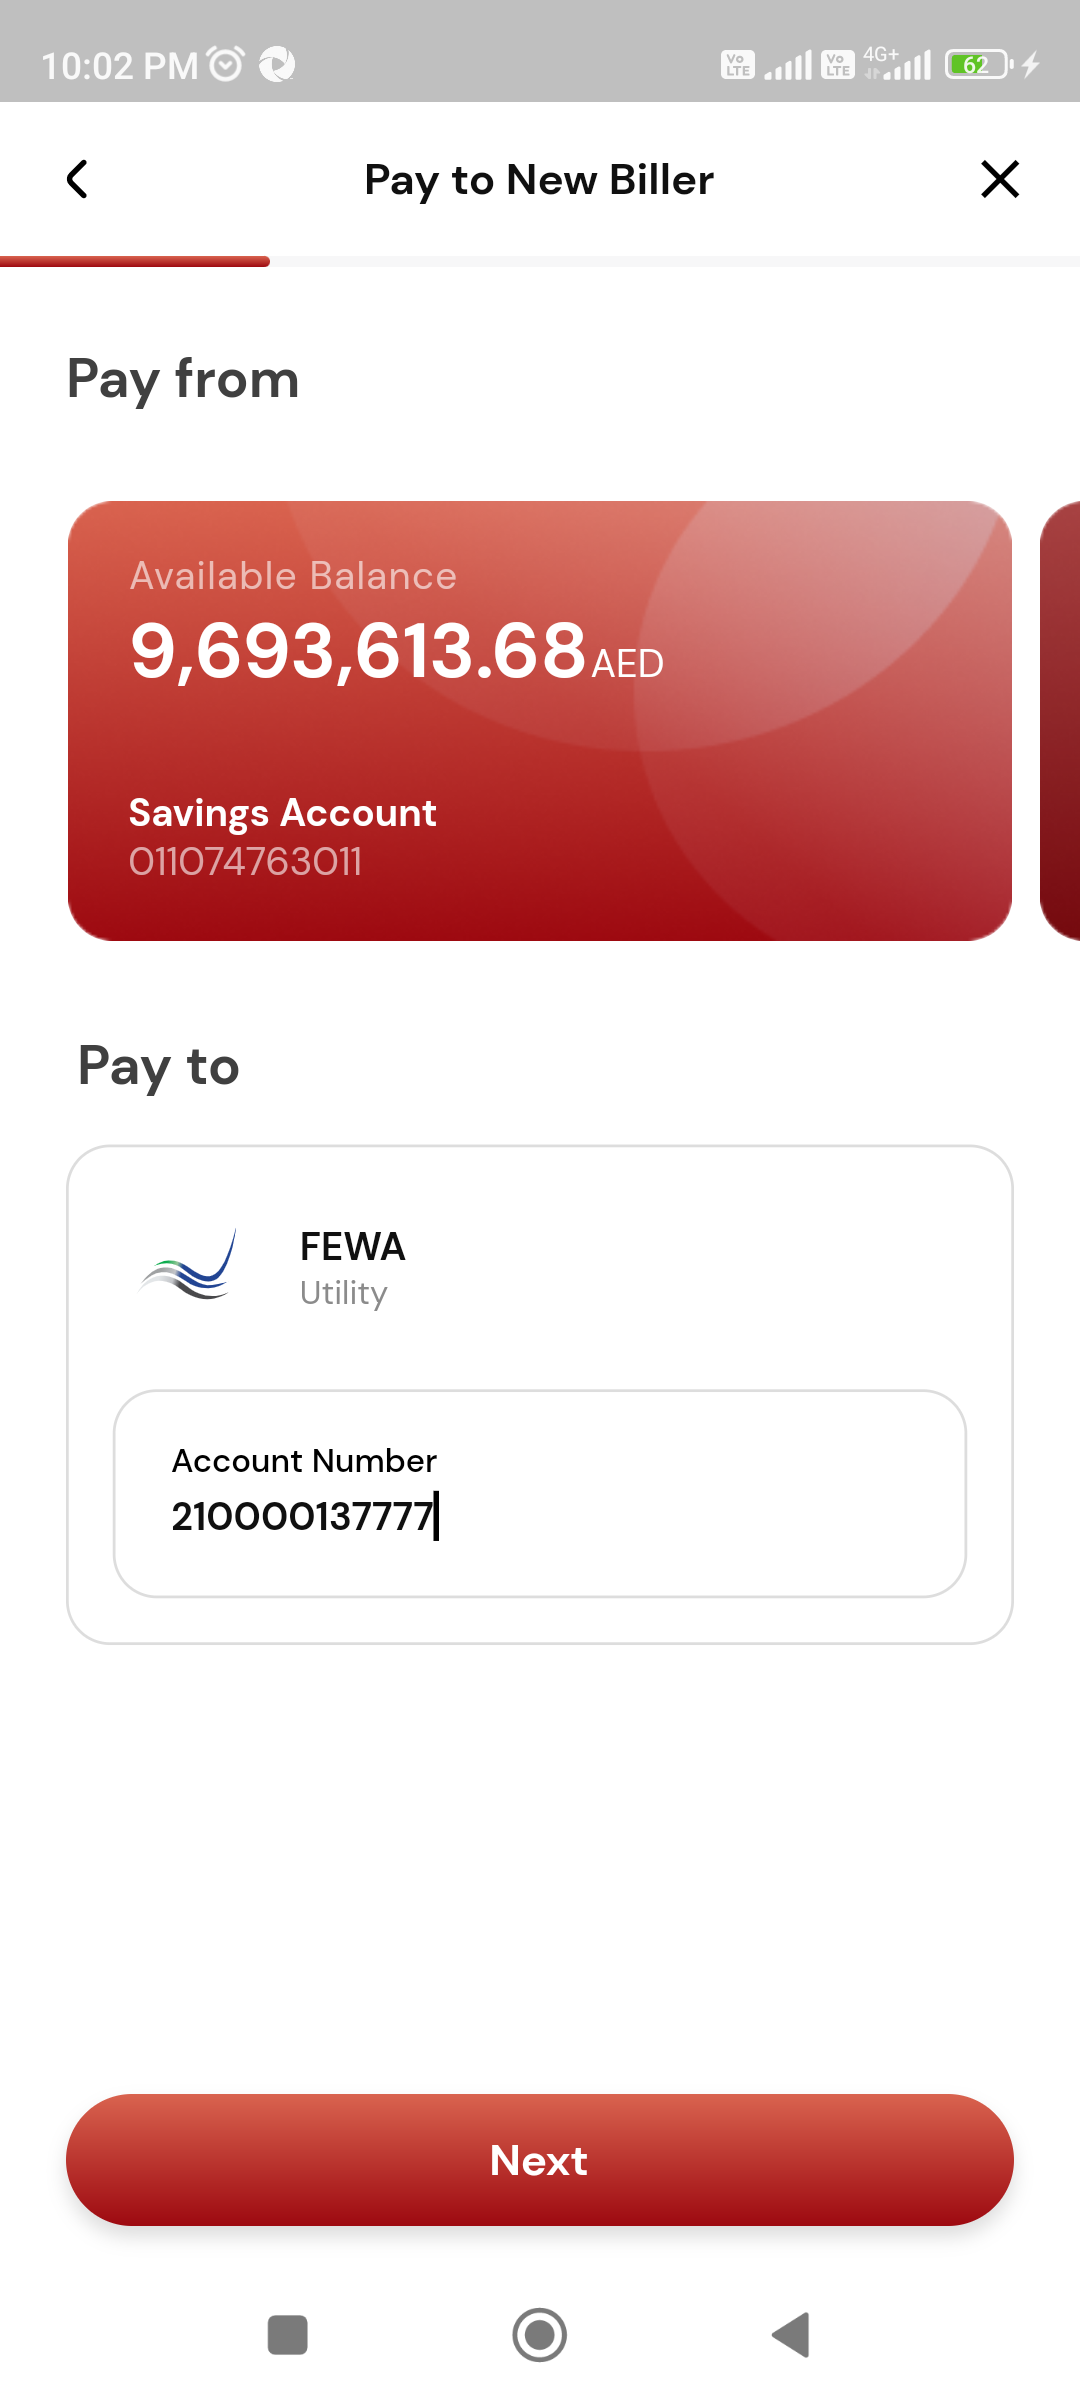 10:02 PM
Vo LTE
Vo LTE
4G+
62
Pay to New Biller
Pay from
Available Balance
9,693,613.68 AED
Savings Account
011074763011
Pay to
FEWA
Utility
Account Number
210000137777
Next